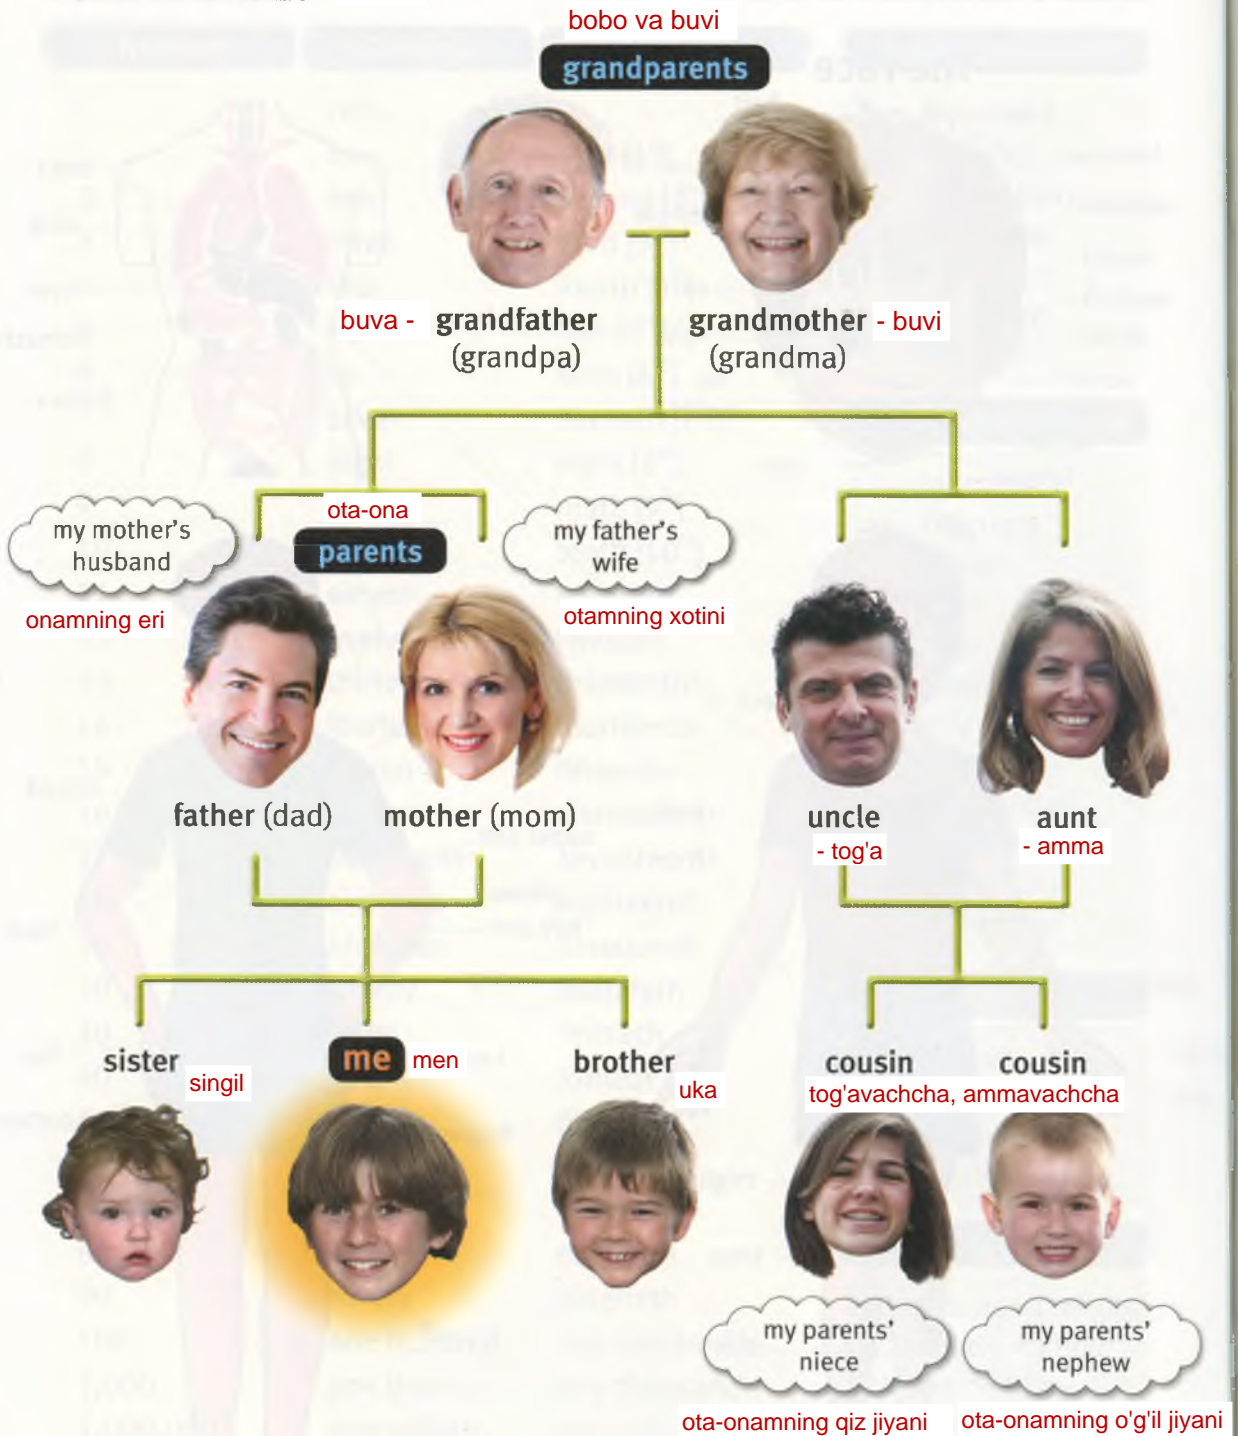 bobo va buvi
grandparents
buva - grandfather
(grandpa)
grandmother - buvi
(grandma)
my mother's
husband
onamning eri
ota-ona
parents
my father's
wife
otamning xotini
father (dad)
mother (mom)
uncle
- tog'a
aunt
- amma
sister
singil
me men
brother
uka
cousin
cousin
tog'avachcha, ammavachcha
my parents'
niece
my parents'
nephew
ota-onamning qiz jiyani
ota-onamning o'g'il jiyani